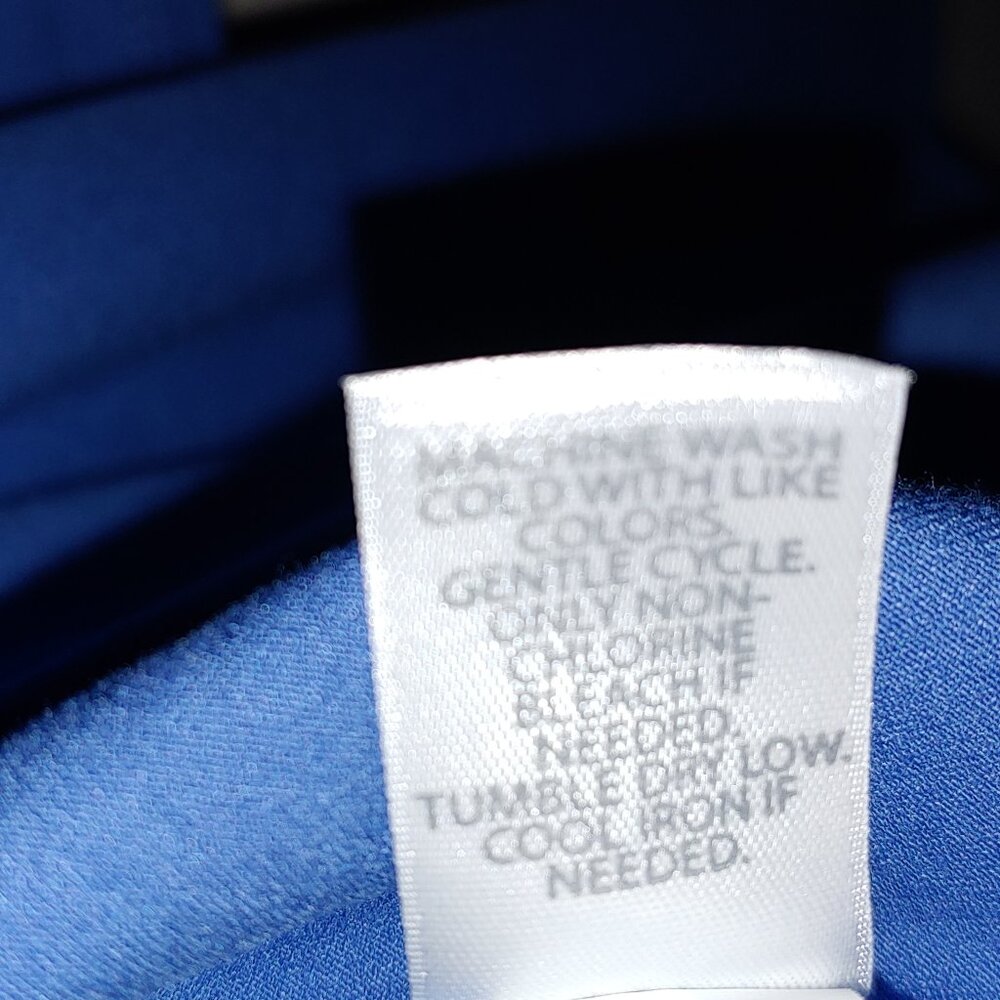 MACHINE WASH
COLD WITH LIKE
COLORS.
GENTLE CYCLE.
ONLY NON-
CHLORINE
BLEACH IF
NEEDED.
TUMBLE DRY LOW.
COOL IRON IF
NEEDED.